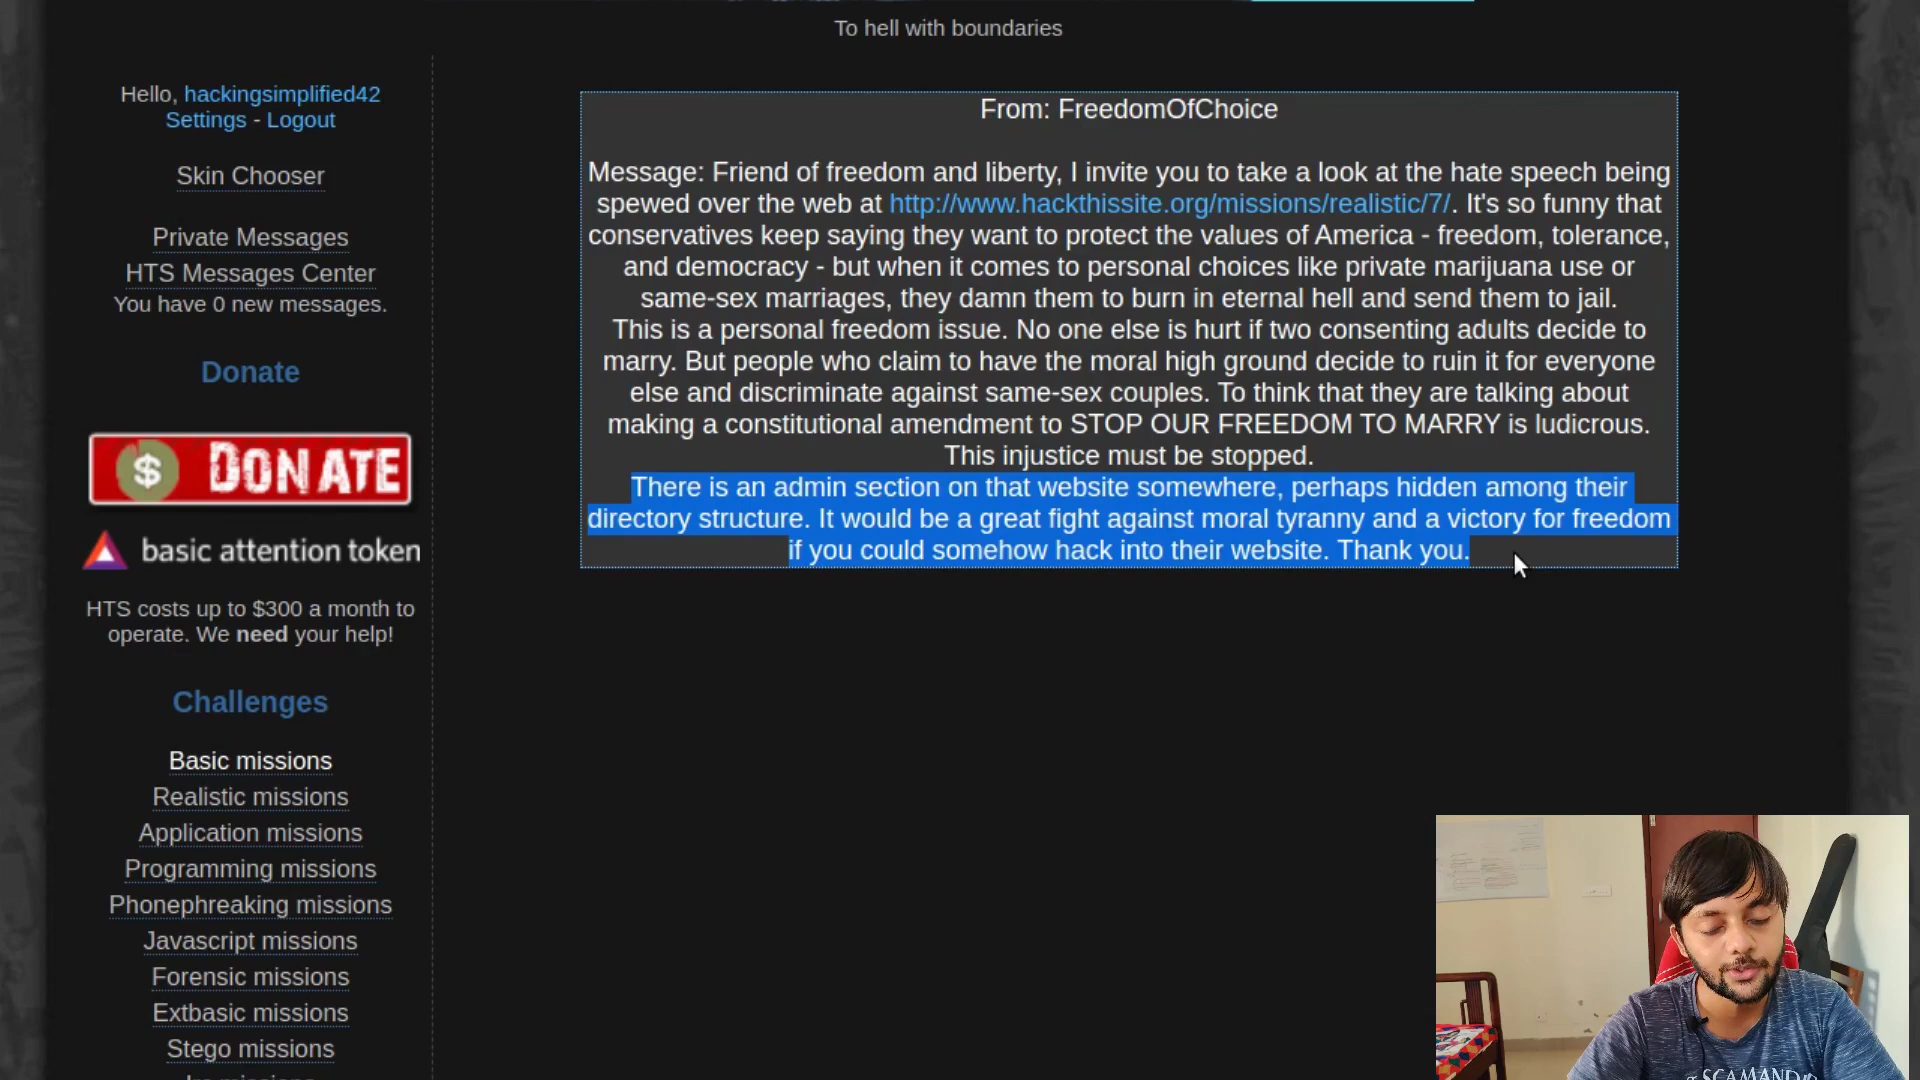 To hell with boundaries
Hello, hackingsimplified42
Settings - Logout
Skin Chooser
Private Messages
HTS Messages Center
You have 0 new messages.
Donate
$ DONATE
basic attention token
HTS costs up to $300 a month to
operate. We need your help!
Challenges
Basic missions
Realistic missions
Application missions
Programming missions
Phonephreaking missions
Javascript missions
Forensic missions
Extbasic missions
Stego missions
From: FreedomOfChoice
Message: Friend of freedom and liberty, I invite you to take a look at the hate speech being
spewed over the web at http://www.hackthissite.org/missions/realistic/7/. It's so funny that
conservatives keep saying they want to protect the values of America - freedom, tolerance,
and democracy - but when it comes to personal choices like private marijuana use or
same-sex marriages, they damn them to burn in eternal hell and send them to jail.
This is a personal freedom issue. No one else is hurt if two consenting adults decide to
marry. But people who claim to have the moral high ground decide to ruin it for everyone
else and discriminate against same-sex couples. To think that they are talking about
making a constitutional amendment to STOP OUR FREEDOM TO MARRY is ludicrous.
This injustice must be stopped.
There is an admin section on that website somewhere, perhaps hidden among their
directory structure. It would be a great fight against moral tyranny and a victory for freedom
if you could somehow hack into their website. Thank you.